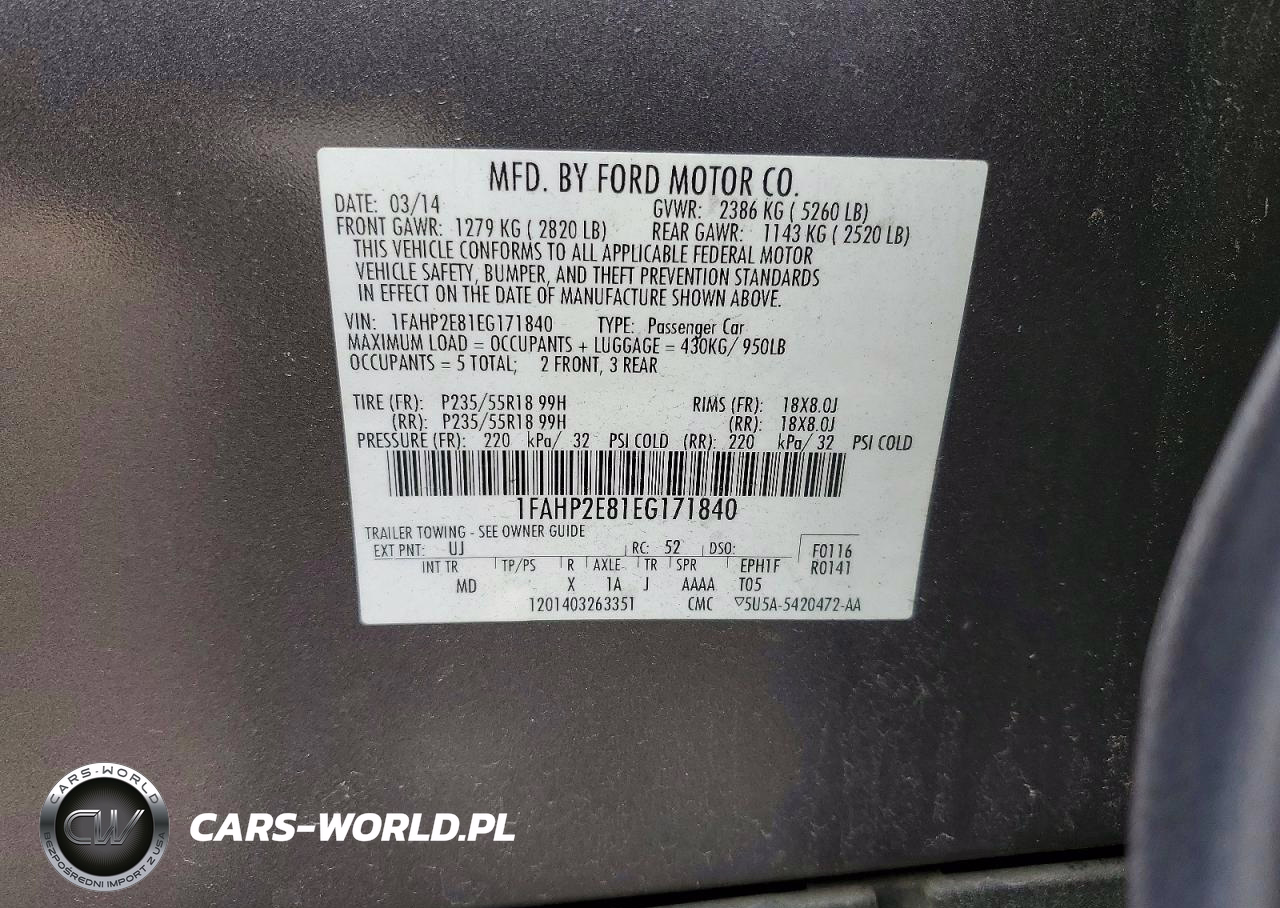 MFD. BY FORD MOTOR CO.
DATE: 03/14 GVWR: 2386 KG ( 5260 LB)
FRONT GAWR: 1279 KG ( 2820 LB) REAR GAWR: 1143 KG ( 2520 LB)
THIS VEHICLE CONFORMS TO ALL APPLICABLE FEDERAL MOTOR
VEHICLE SAFETY, BUMPER, AND THEFT PREVENTION STANDARDS
IN EFFECT ON THE DATE OF MANUFACTURE SHOWN ABOVE.
VIN: 1FAHP2E81EG171840 TYPE: Passenger Car
MAXIMUM LOAD = OCCUPANTS + LUGGAGE = 430KG/ 950LB
OCCUPANTS = 5 TOTAL; 2 FRONT, 3 REAR
TIRE (FR): P235/55R18 99H RIMS (FR): 18X8.0J
(RR): P235/55R18 99H (RR): 18X8.0J
PRESSURE (FR): 220 kPa/ 32 PSI COLD (RR): 220 kPa/ 32 PSI COLD
1FAHP2E81EG171840
TRAILER TOWING - SEE OWNER GUIDE
EXT PNT: UJ RC: 52 DSO: F0116
INT TR TP/PS R AXLE TR SPR EPH1F R0141
MD X 1A J AAAA T05
1201403263351 CMC ▽5U5A-5420472-AA
CARS-WORLD
CW
BEZPOŚREDNI IMPORT Z USA
CARS-WORLD.PL